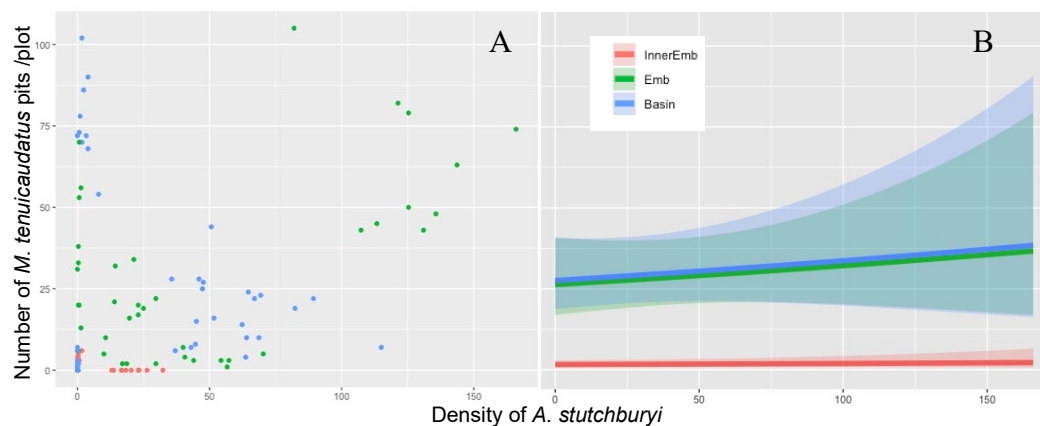 Number of M. tenuicaudatus pits /plot
100
75
50
25
0
0
50
100
150
A
InnerEmb
Emb
Basin
B
0
50
100
150
Density of A. stutchburyi